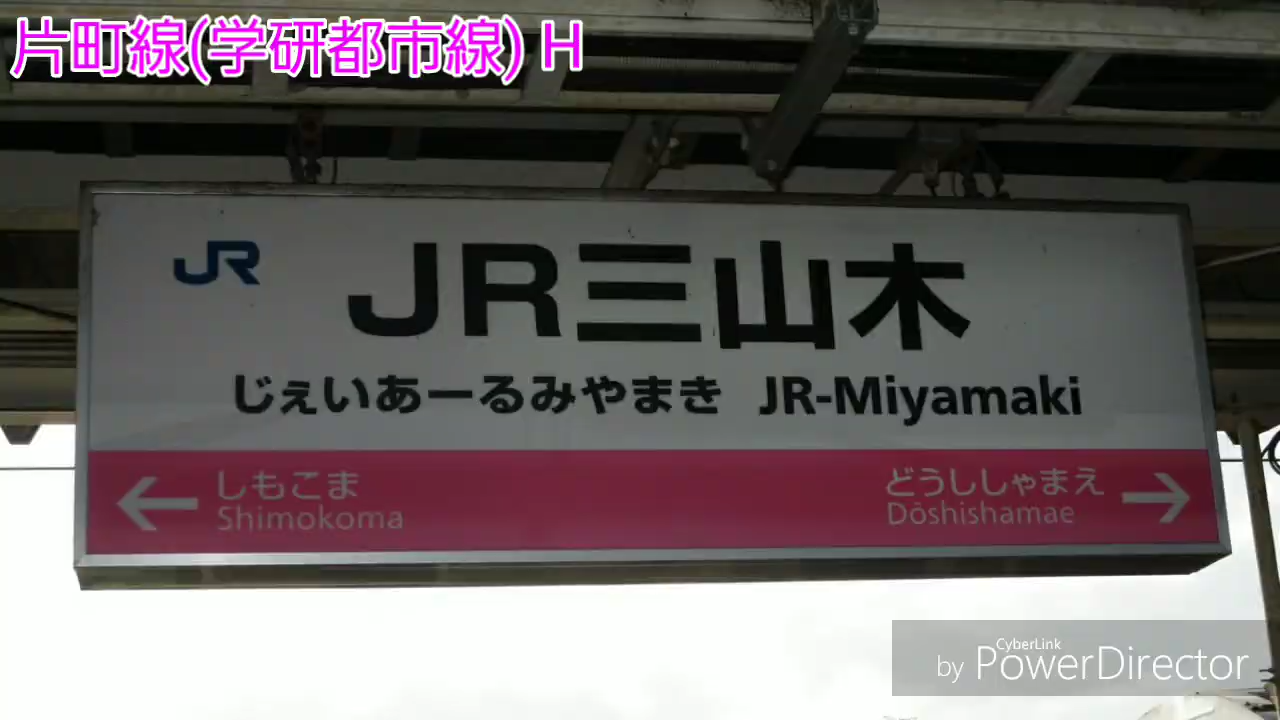 片町線(学研都市線) H
JR
JR三山木
じぇいあーるみやまき JR-Miyamaki
← しもこま
Shimokoma
どうししゃまえ →
Dōshishamae
CyberLink
by PowerDirector